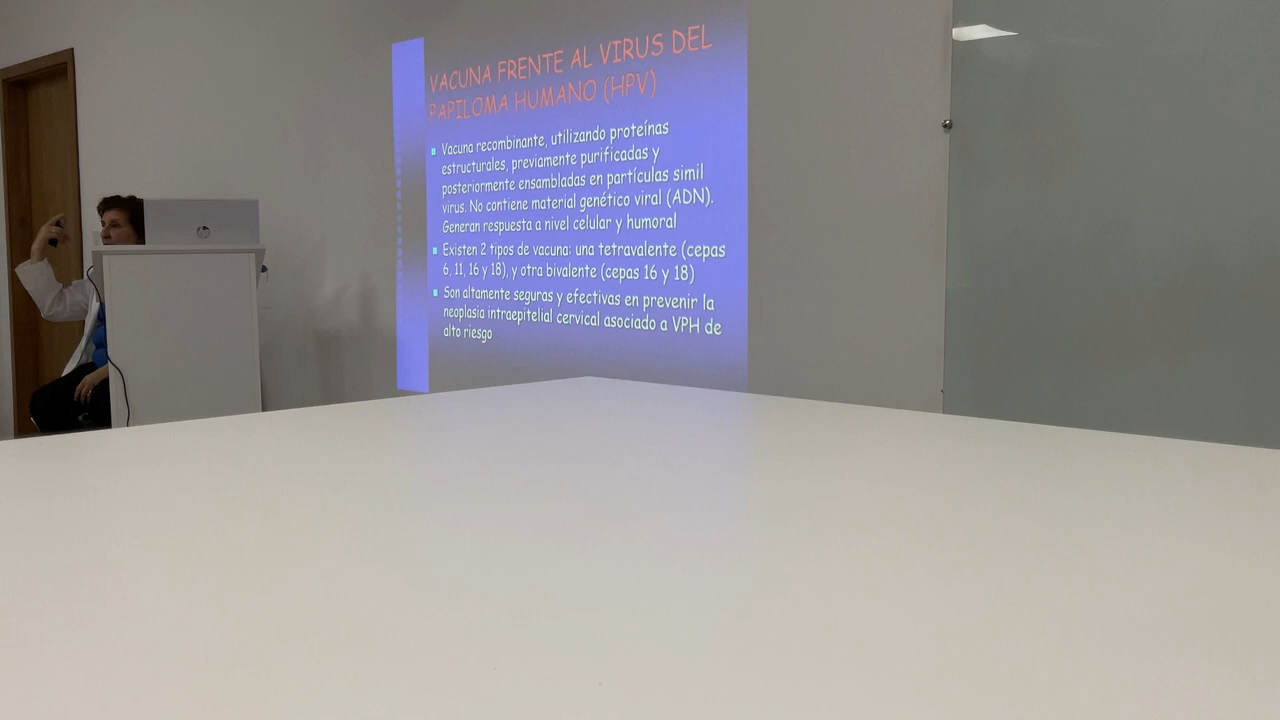 VACUNA FRENTE AL VIRUS DEL
PAPILOMA HUMANO (HPV)
Vacuna recombinante, utilizando proteínas
estructurales, previamente purificadas y
posteriormente ensambladas en partículas simil
virus. No contiene material genético viral (ADN).
Generan respuesta a nivel celular y humoral
Existen 2 tipos de vacuna: una tetravalente (cepas
6, 11, 16 y 18), y otra bivalente (cepas 16 y 18)
Son altamente seguras y efectivas en prevenir la
neoplasia intraepitelial cervical asociado a VPH de
alto riesgo